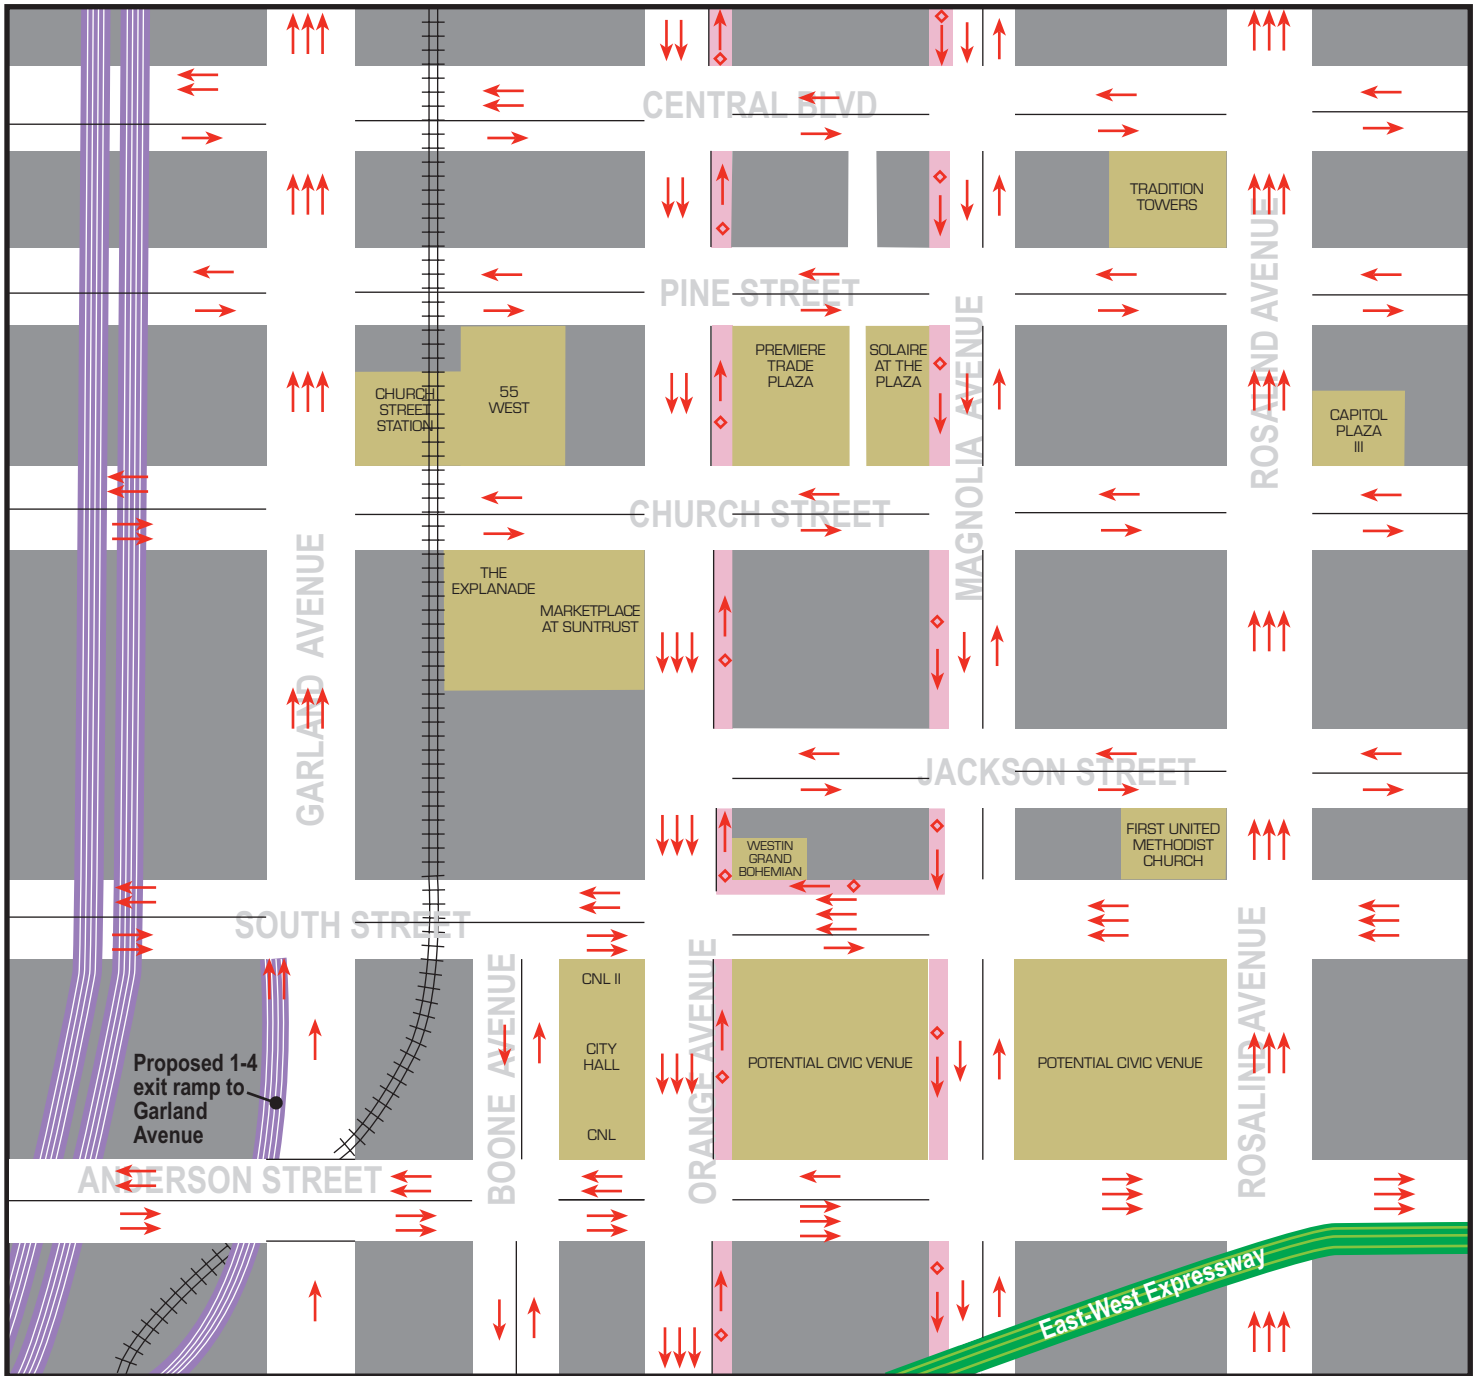 CENTRAL BLVD
TRADITION
TOWERS
PINE STREET
ROSALIND AVENUE
MAGNOLIA AVENUE
CHURCH
STREET
STATION
55
WEST
PREMIERE
TRADE
PLAZA
SOLAIRE
AT THE
PLAZA
CAPITOL
PLAZA
III
CHURCH STREET
GARLAND AVENUE
THE
EXPLANADE
MARKETPLACE
AT SUNTRUST
JACKSON STREET
WESTIN
GRAND
BOHEMIAN
FIRST UNITED
METHODIST
CHURCH
SOUTH STREET
BOONE AVENUE
ORANGE AVENUE
ROSALIND AVENUE
CNL II
CITY
HALL
CNL
POTENTIAL CIVIC VENUE
POTENTIAL CIVIC VENUE
Proposed 1-4
exit ramp to
Garland
Avenue
ANDERSON STREET
East-West Expressway